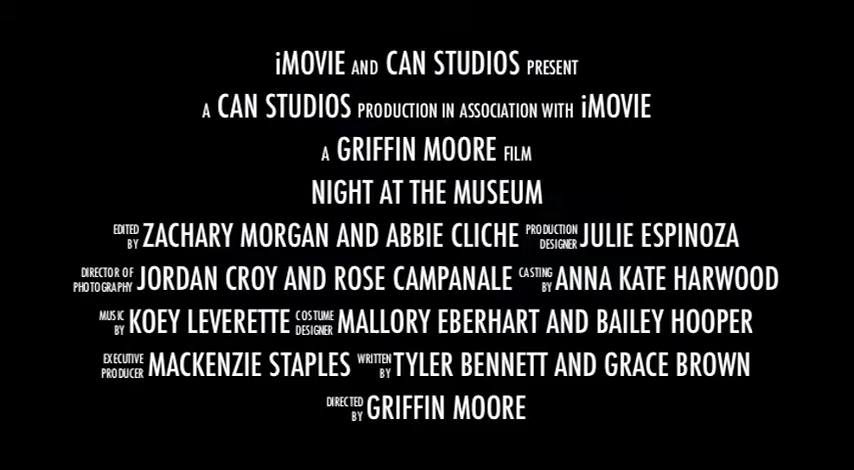 iMOVIE AND CAN STUDIOS PRESENT
A CAN STUDIOS PRODUCTION IN ASSOCIATION WITH iMOVIE
A GRIFFIN MOORE FILM
NIGHT AT THE MUSEUM
EDITED BY ZACHARY MORGAN AND ABBIE CLICHE PRODUCTION DESIGNER JULIE ESPINOZA
DIRECTOR OF PHOTOGRAPHY JORDAN CROY AND ROSE CAMPANALE CASTING BY ANNA KATE HARWOOD
MUSIC BY KOEY LEVERETTE COSTUME DESIGNER MALLORY EBERHART AND BAILEY HOOPER
EXECUTIVE PRODUCER MACKENZIE STAPLES WRITTEN BY TYLER BENNETT AND GRACE BROWN
DIRECTED BY GRIFFIN MOORE